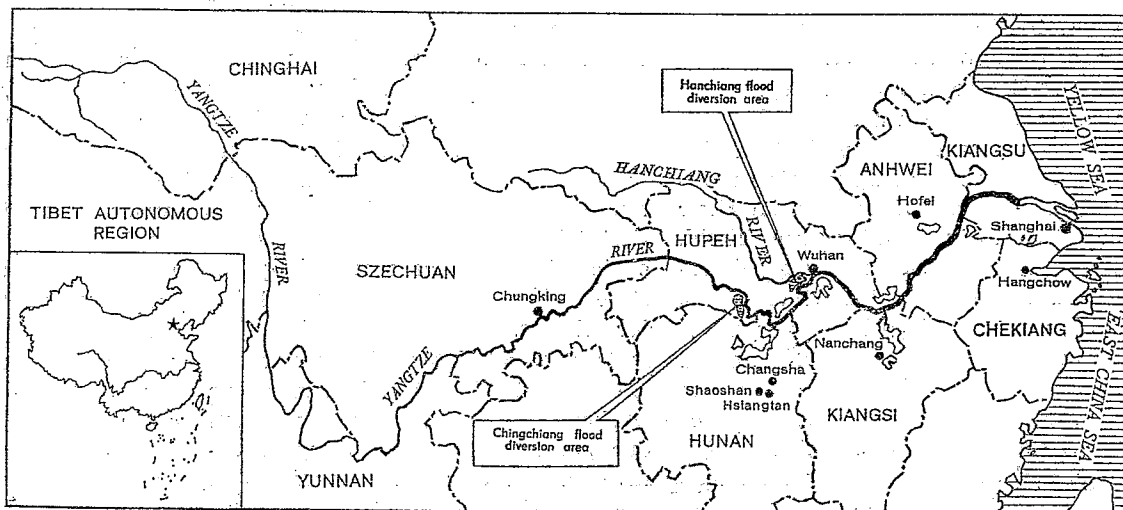 CHINGHAI
YANGTZE
RIVER
TIBET AUTONOMOUS
REGION
Hanchiang flood
diversion area
HANCHIANG
RIVER
ANHWEI
KIANGSU
YELLOW SEA
Hofei
Shanghai
SZECHUAN
RIVER
HUPEH
Wuhan
Hangchow
Chungking
YANGTZE
CHEKIANG
EAST CHINA SEA
Nanchang
Changsha
Shaoshan
Hsiangtan
KIANGSI
Chingchiang flood
diversion area
HUNAN
YUNNAN